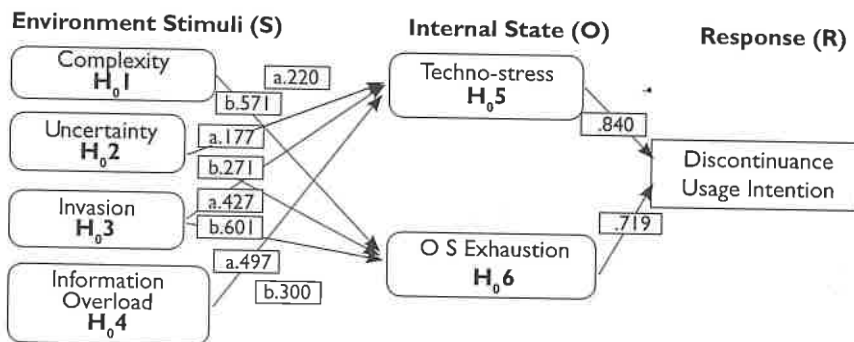 Environment Stimuli (S)
Internal State (O)
Response (R)
Complexity
H₀1
a.220
b.571
Techno-stress
H₀5
Uncertainty
H₀2
a.177
b.271
.840
Discontinuance
Usage Intention
Invasion
H₀3
a.427
b.601
.719
O S Exhaustion
H₀6
a.497
b.300
Information
Overload
H₀4